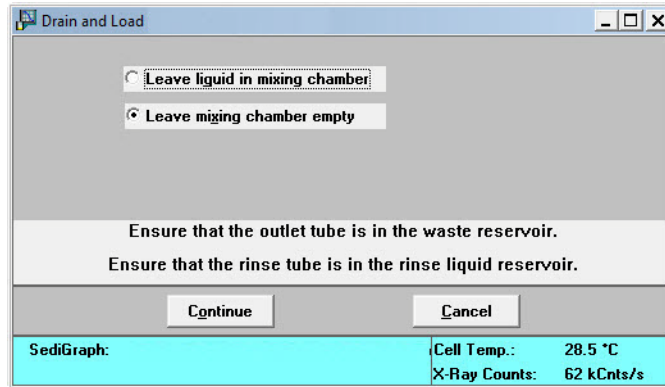 Drain and Load
Leave liquid in mixing chamber
Leave mixing chamber empty
Ensure that the outlet tube is in the waste reservoir.
Ensure that the rinse tube is in the rinse liquid reservoir.
Continue
Cancel
SediGraph:
Cell Temp.: 28.5 °C
X-Ray Counts: 62 kCnts/s